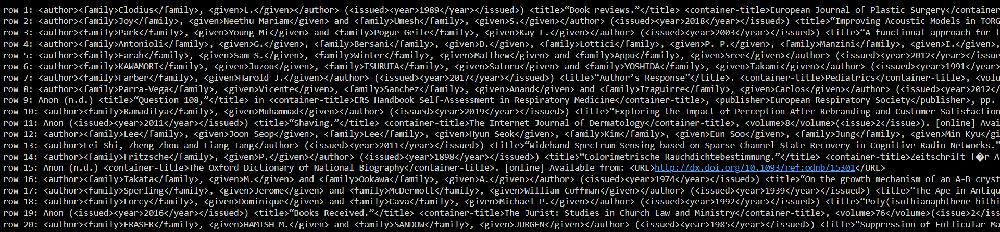 row 1: <author><family>Clodius</family>, <given>L.</given></author> (<issued><year>1989</year></issued>) <title>“Book reviews.”</title> <container-title>European Journal of Plastic Surgery</container
row 2: <author><family>Joy</family>, <given>Neethu Mariam</given> and <family>Umesh</family>, <given>S.</given></author> (<issued><year>2018</year></issued>) <title>“Improving Acoustic Models in TORG
row 3: <author><family>Park</family>, <given>Young-Mi</given> and <family>Pogue-Geile</family>, <given>Kay L.</given></author> (<issued><year>2003</year></issued>) <title>“A functional approach for t
row 4: <author><family>Antonioli</family>, <given>G.</given>, <family>Bersani</family>, <given>D.</given>, <family>Lottici</family>, <given>P. P.</given>, <family>Manzini</family>, <given>I.</given>,
row 5: <author><family>Farah</family>, <given>Sam S.</given>, <family>Winter</family>, <given>Matthew</given> and <family>Appu</family>, <given>Sree</given></author> (<issued><year>2012</year></issue
row 6: <author><family>KAWAMORI</family>, <given>Juzou</given>, <family>TSURUTA</family>, <given>Satoru</given> and <family>YOSHIDA</family>, <given>Takami</given></author> (<issued><year>1991</year>
row 7: <author><family>Farber</family>, <given>Harold J.</given></author> (<issued><year>2017</year></issued>) <title>“Author’s Response”</title>. <container-title>Pediatrics</container-title>, <volu
row 8: <author><family>Parra-Vega</family>, <given>Vicente</given>, <family>Sanchez</family>, <given>Anand</given> and <family>Izaguirre</family>, <given>Carlos</given></author> (<issued><year>2012</
row 9: Anon (n.d.) <title>“Question 108,”</title> in <container-title>ERS Handbook Self-Assessment in Respiratory Medicine</container-title>, <publisher>European Respiratory Society</publisher>, pp.
row 10: <author><family>Ramaditya</family>, <given>Muhammad</given></author> (<issued><year>2019</year></issued>) <title>“Exploring the Impact of Perception After Rebranding and Customer Satisfaction
row 11: Anon (<issued><year>2011</year></issued>) <title>“Shaving.”</title> <container-title>The Internet Journal of Dermatology</container-title>, <volume>8</volume>(<issue>2</issue>). [online] Avai
row 12: <author><family>Lee</family>, <given>Joon Seop</given>, <family>Lee</family>, <given>Hyun Seok</given>, <family>Kim</family>, <given>Eun Soo</given>, <family>Jung</family>, <given>Min Kyu</gi
row 13: <author>Lei Shi, Zheng Zhou and Liang Tang</author> (<issued><year>2011</year></issued>) <title>“Wideband Spectrum Sensing based on Sparse Channel State Recovery in Cognitive Radio Networks.”
row 14: <author><family>Fritzsche</family>, <given>P.</given></author> (<issued><year>1898</year></issued>) <title>“Colorimetrische Rauchdichtebestimmung.”</title> <container-title>Zeitschrift f�r A
row 15: Anon (n.d.) <container-title>The Oxford Dictionary of National Biography</container-title>. [online] Available from: <URL>http://dx.doi.org/10.1093/ref:odnb/15301</URL>
row 16: <author><family>Takata</family>, <given>M.</given> and <family>Ookawa</family>, <given>A.</given></author> (<issued><year>1974</year></issued>) <title>“On the growth mechanism of an A-B cryst
row 17: <author><family>Sperling</family>, <given>Jerome</given> and <family>McDermott</family>, <given>William Coffman</given></author> (<issued><year>1939</year></issued>) <title>“The Ape in Antiqu
row 18: <author><family>Lorcy</family>, <given>Dominique</given> and <family>Cava</family>, <given>Michael P.</given></author> (<issued><year>1992</year></issued>) <title>“Poly(isothianaphthene-bithi
row 19: Anon (<issued><year>2016</year></issued>) <title>“Books Received.”</title> <container-title>The Jurist: Studies in Church Law and Ministry</container-title>, <volume>76</volume>(<issue>2</iss
row 20: <author><family>FRASER</family>, <given>HAMISH M.</given> and <family>SANDOW</family>, <given>JURGEN</given></author> (<issued><year>1985</year></issued>) <title>“Suppression of Follicular Ma